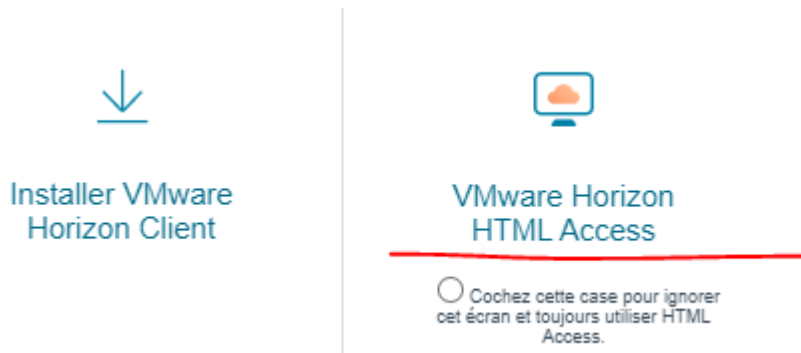 Installer VMware
Horizon Client
VMware Horizon
HTML Access
Cochez cette case pour ignorer
cet écran et toujours utiliser HTML
Access.